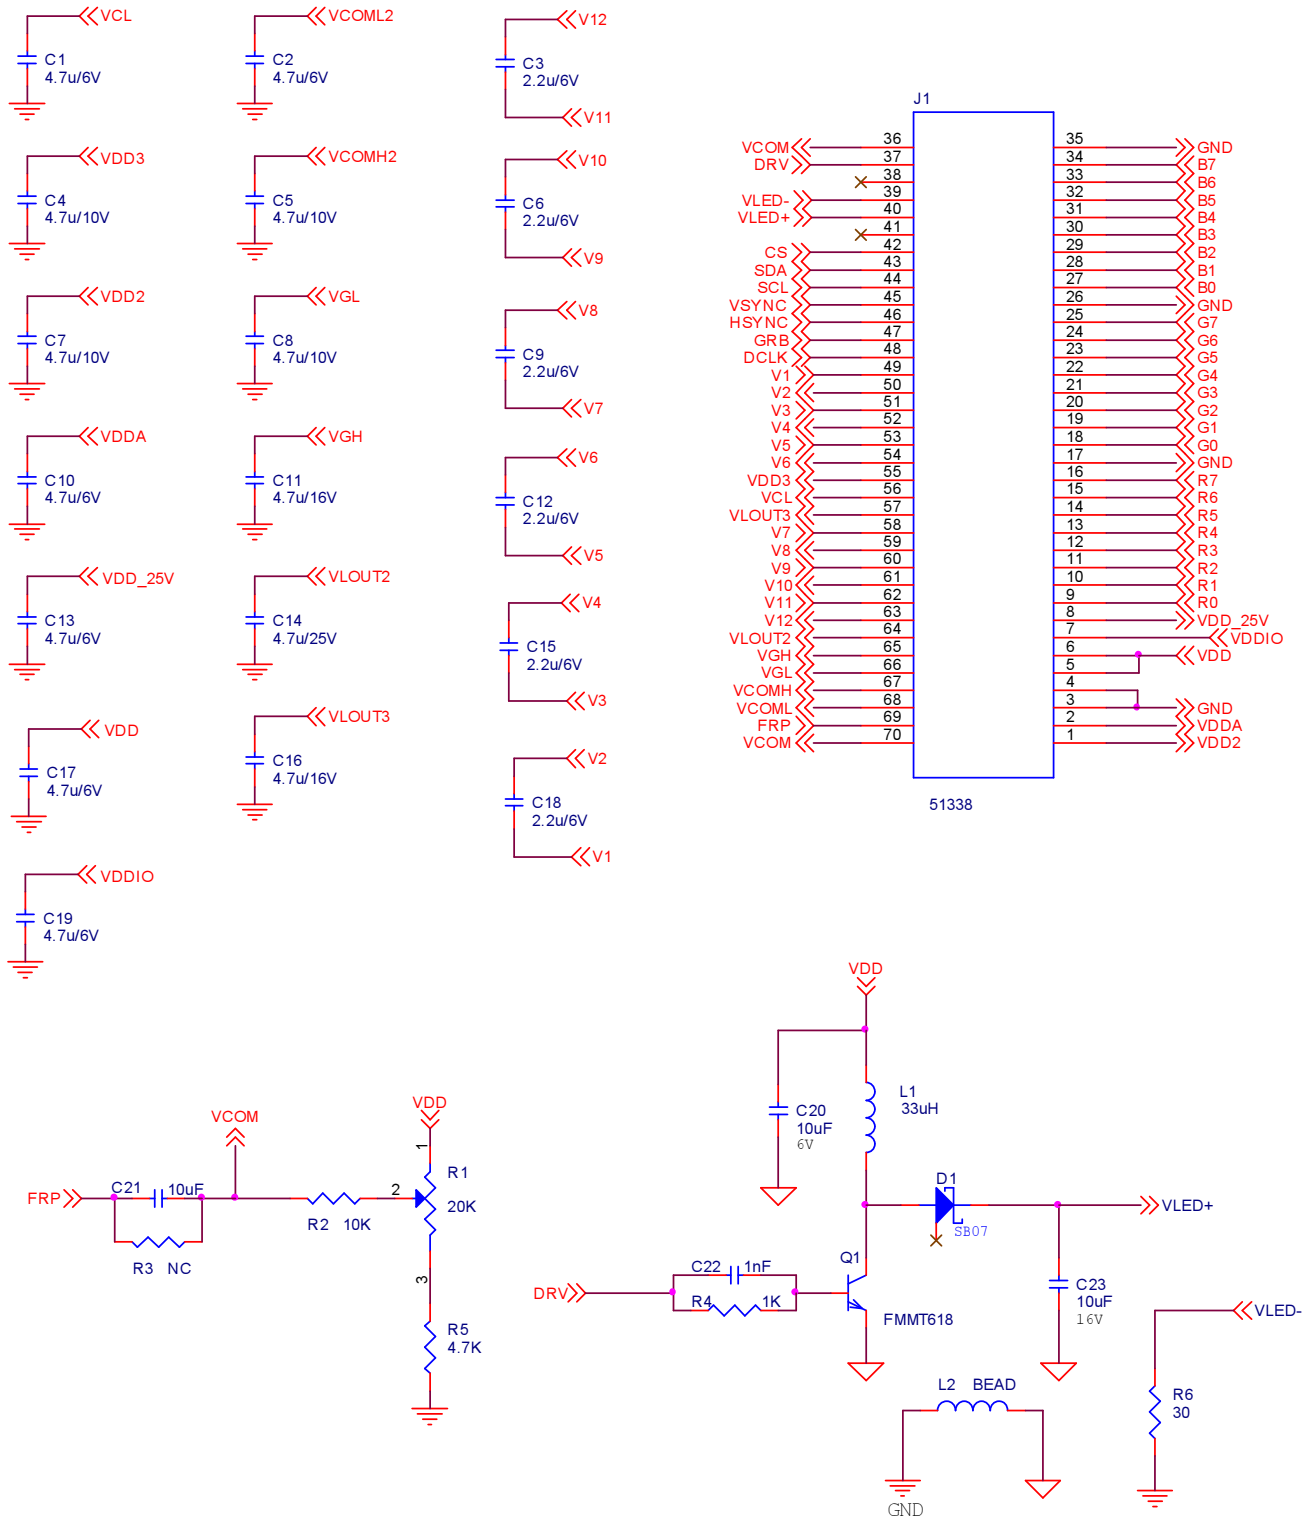 VCL
C1
4.7u/6V
VCOML2
C2
4.7u/6V
V12
C3
2.2u/6V
V11
VDD3
C4
4.7u/10V
VCOMH2
C5
4.7u/10V
V10
C6
2.2u/6V
V9
VDD2
C7
4.7u/10V
VGL
C8
4.7u/10V
V8
C9
2.2u/6V
V7
VDDA
C10
4.7u/6V
VGH
C11
4.7u/16V
V6
C12
2.2u/6V
V5
VDD_25V
C13
4.7u/6V
VLOUT2
C14
4.7u/25V
V4
C15
2.2u/6V
V3
VDD
C17
4.7u/6V
VLOUT3
C16
4.7u/16V
V2
C18
2.2u/6V
V1
VDDIO
C19
4.7u/6V
J1
VCOM 36 35 GND
DRV 37 34 B7
38 33 B6
VLED- 39 32 B5
VLED+ 40 31 B4
41 30 B3
CS 42 29 B2
SDA 43 28 B1
SCL 44 27 B0
VSYNC 45 26 GND
HSYNC 46 25 G7
GRB 47 24 G6
DCLK 48 23 G5
V1 49 22 G4
V2 50 21 G3
V3 51 20 G2
V4 52 19 G1
V5 53 18 G0
V6 54 17 GND
VDD3 55 16 R7
VCL 56 15 R6
VLOUT3 57 14 R5
V7 58 13 R4
V8 59 12 R3
V9 60 11 R2
V10 61 10 R1
V11 62 9 R0
V12 63 8 VDD_25V
VLOUT2 64 7 VDDIO
VGH 65 6 VDD
VGL 66 5
VCOMH 67 4
VCOML 68 3 GND
FRP 69 2 VDDA
VCOM 70 1 VDD2
51338
VCOM
VDD
1
FRP
C21 10uF
R3 NC
R2 10K
2
R1
20K
3
R5
4.7K
VDD
C20
10uF
6V
L1
33uH
D1
SB07
VLED+
DRV
C22 1nF
R4 1K
Q1
FMMT618
C23
10uF
16V
VLED-
R6
30
L2 BEAD
GND